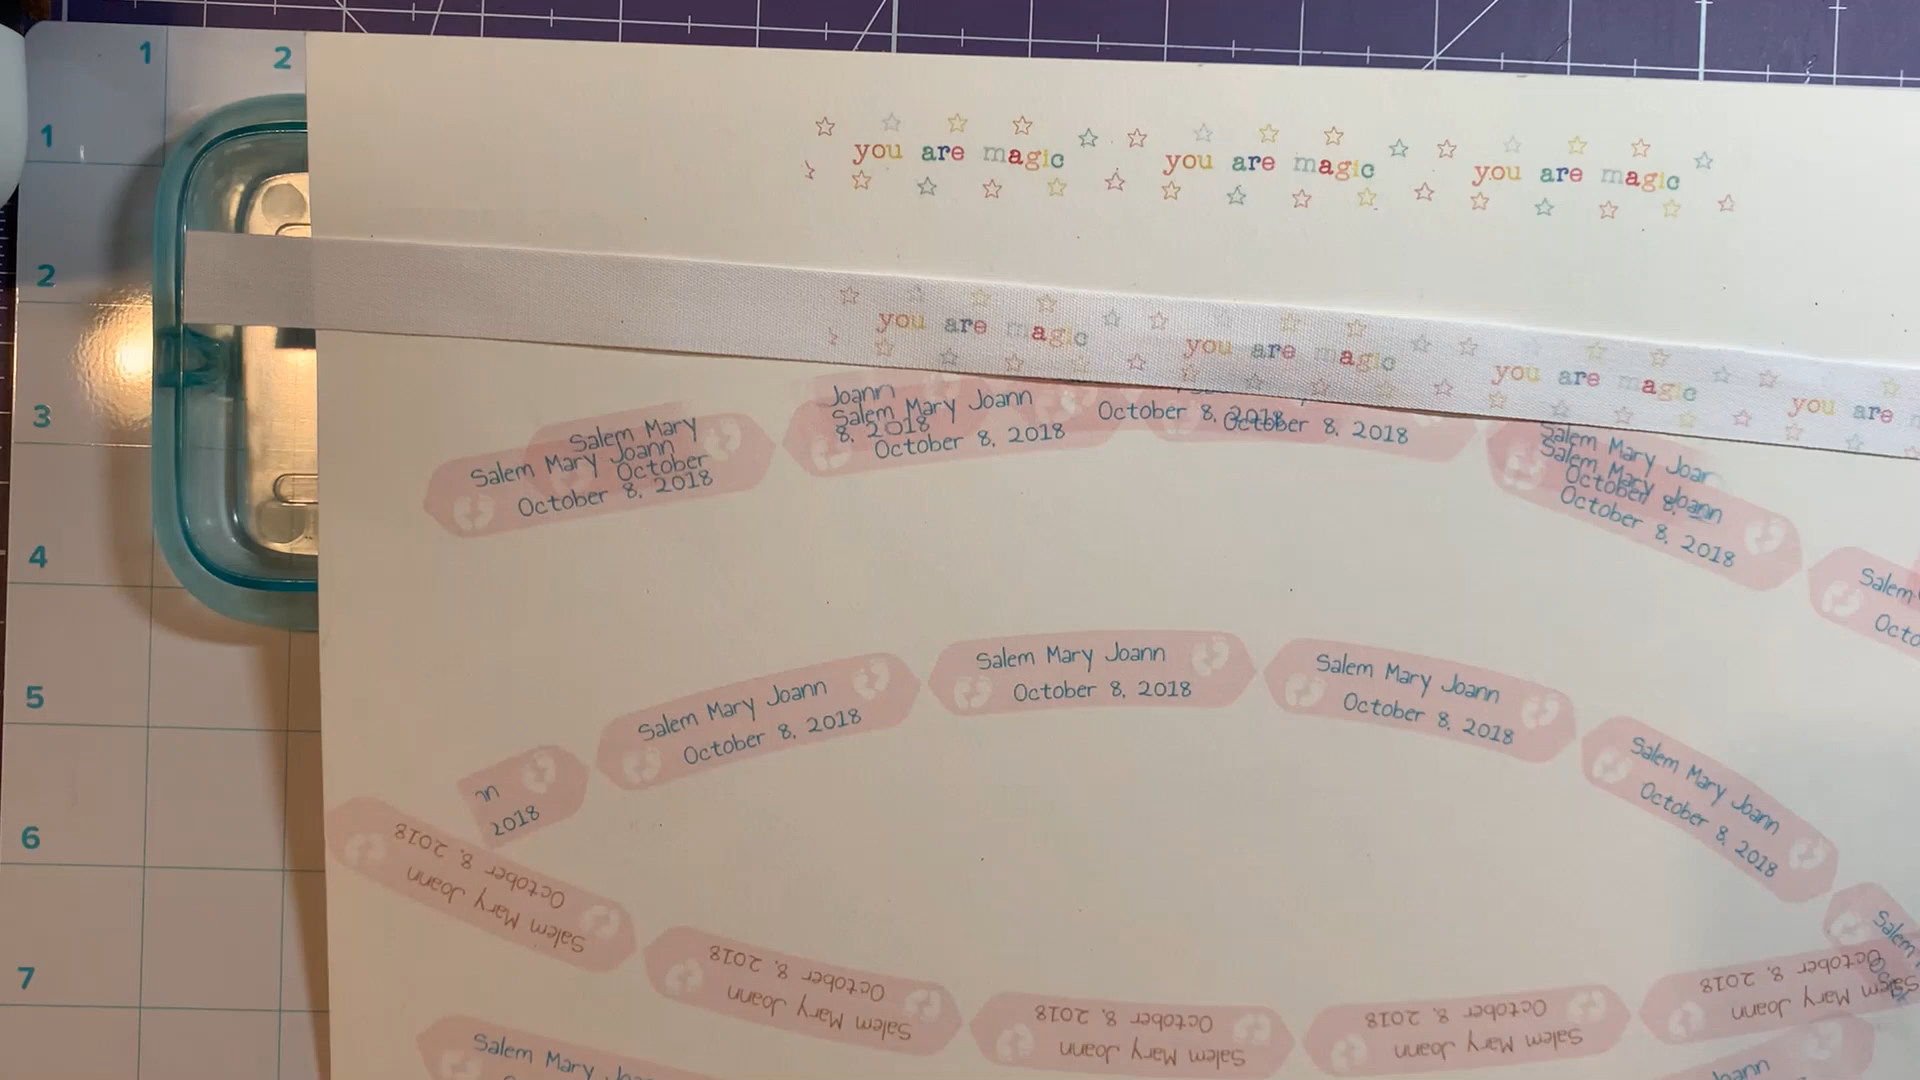 1 2
1
you are magic you are magic you are magic
2
you are magic you are magic you are magic you are
3
Salem Mary
Salem Mary Joann
October
October 8, 2018
Joann
Salem Mary Joann
8, 2018
October 8, 2018
October 8, 2018
October 8, 2018
Salem Mary Joan
Salem Mary Joann
October 8,
October 8, 2018
Salem
Octo
4
5
nn
2018
Salem Mary Joann
October 8, 2018
Salem Mary Joann
October 8, 2018
Salem Mary Joann
October 8, 2018
Salem Mary Joann
October 8, 2018
Salem
6
Salem Mary Joann
October 8, 2018
Salem Mary Joann
October 8, 2018
Salem Mary Joann
October 8, 2018
Salem Mary Joann
October 8, 2018
Salem Mary Joann
October 8, 2018
7
Salem Mary Joa
Joann